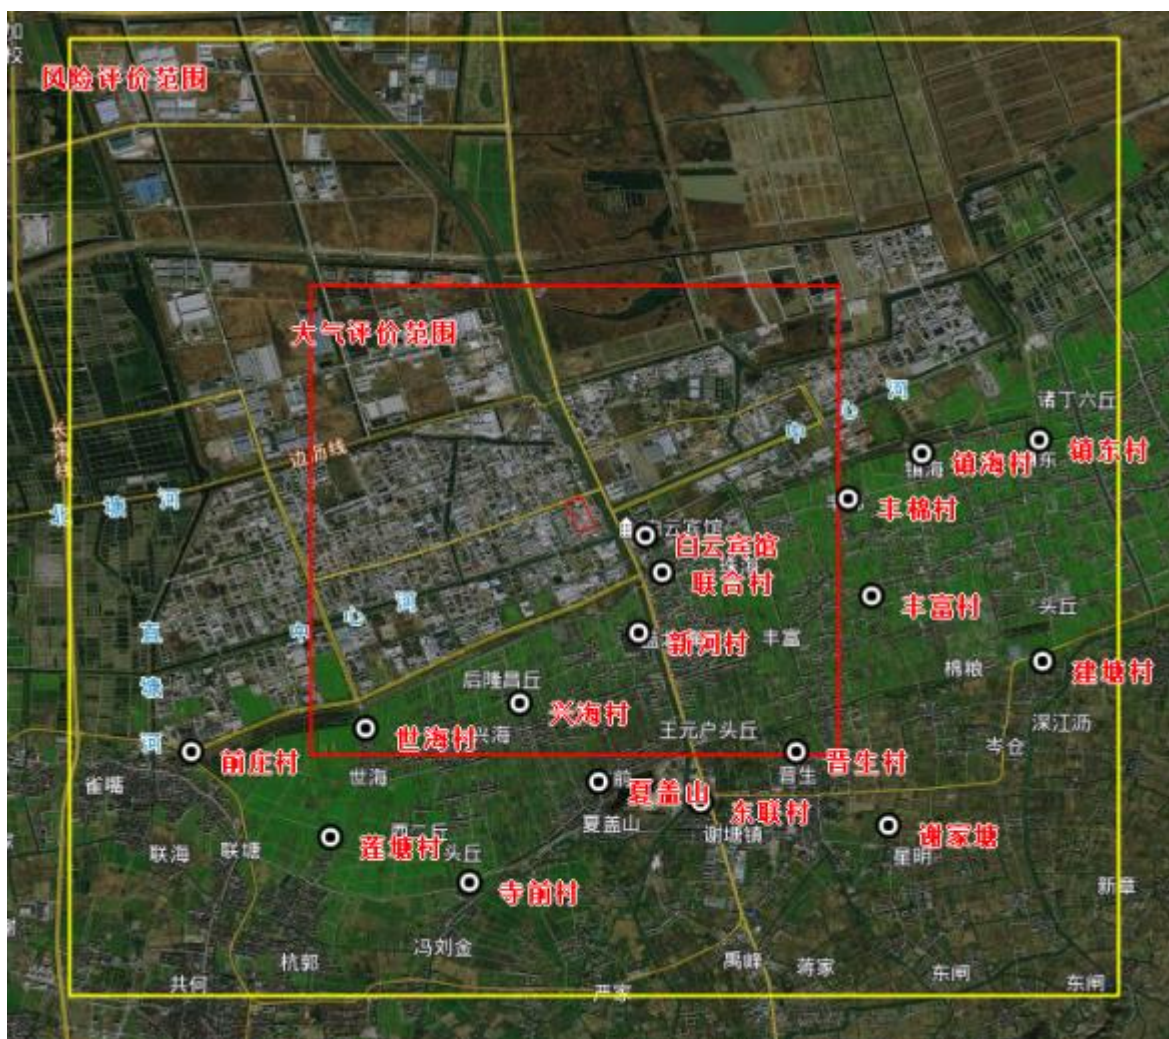 风险评价范围
大气评价范围
诸丁六丘
边沥线
中心河
镇海
镇海村
镇东村
丰棉村
北塘河
白云宾馆
联合村
丰富村
头丘
中心河
直塘河
新河村
丰富
棉粮
建塘村
后隆昌丘
兴海村
深江沥
世海村
兴海
王元户头丘
岑仓
前庄村
晋生村
世海
晋生
雀嘴
夏盖山
东联村
夏盖山
谢塘镇
莲塘村
谢家塘
联海
联塘
头丘
星明
寺前村
新章
冯刘金
杭郭
禹峰
蒋家
东闸
共何
东闸
严家